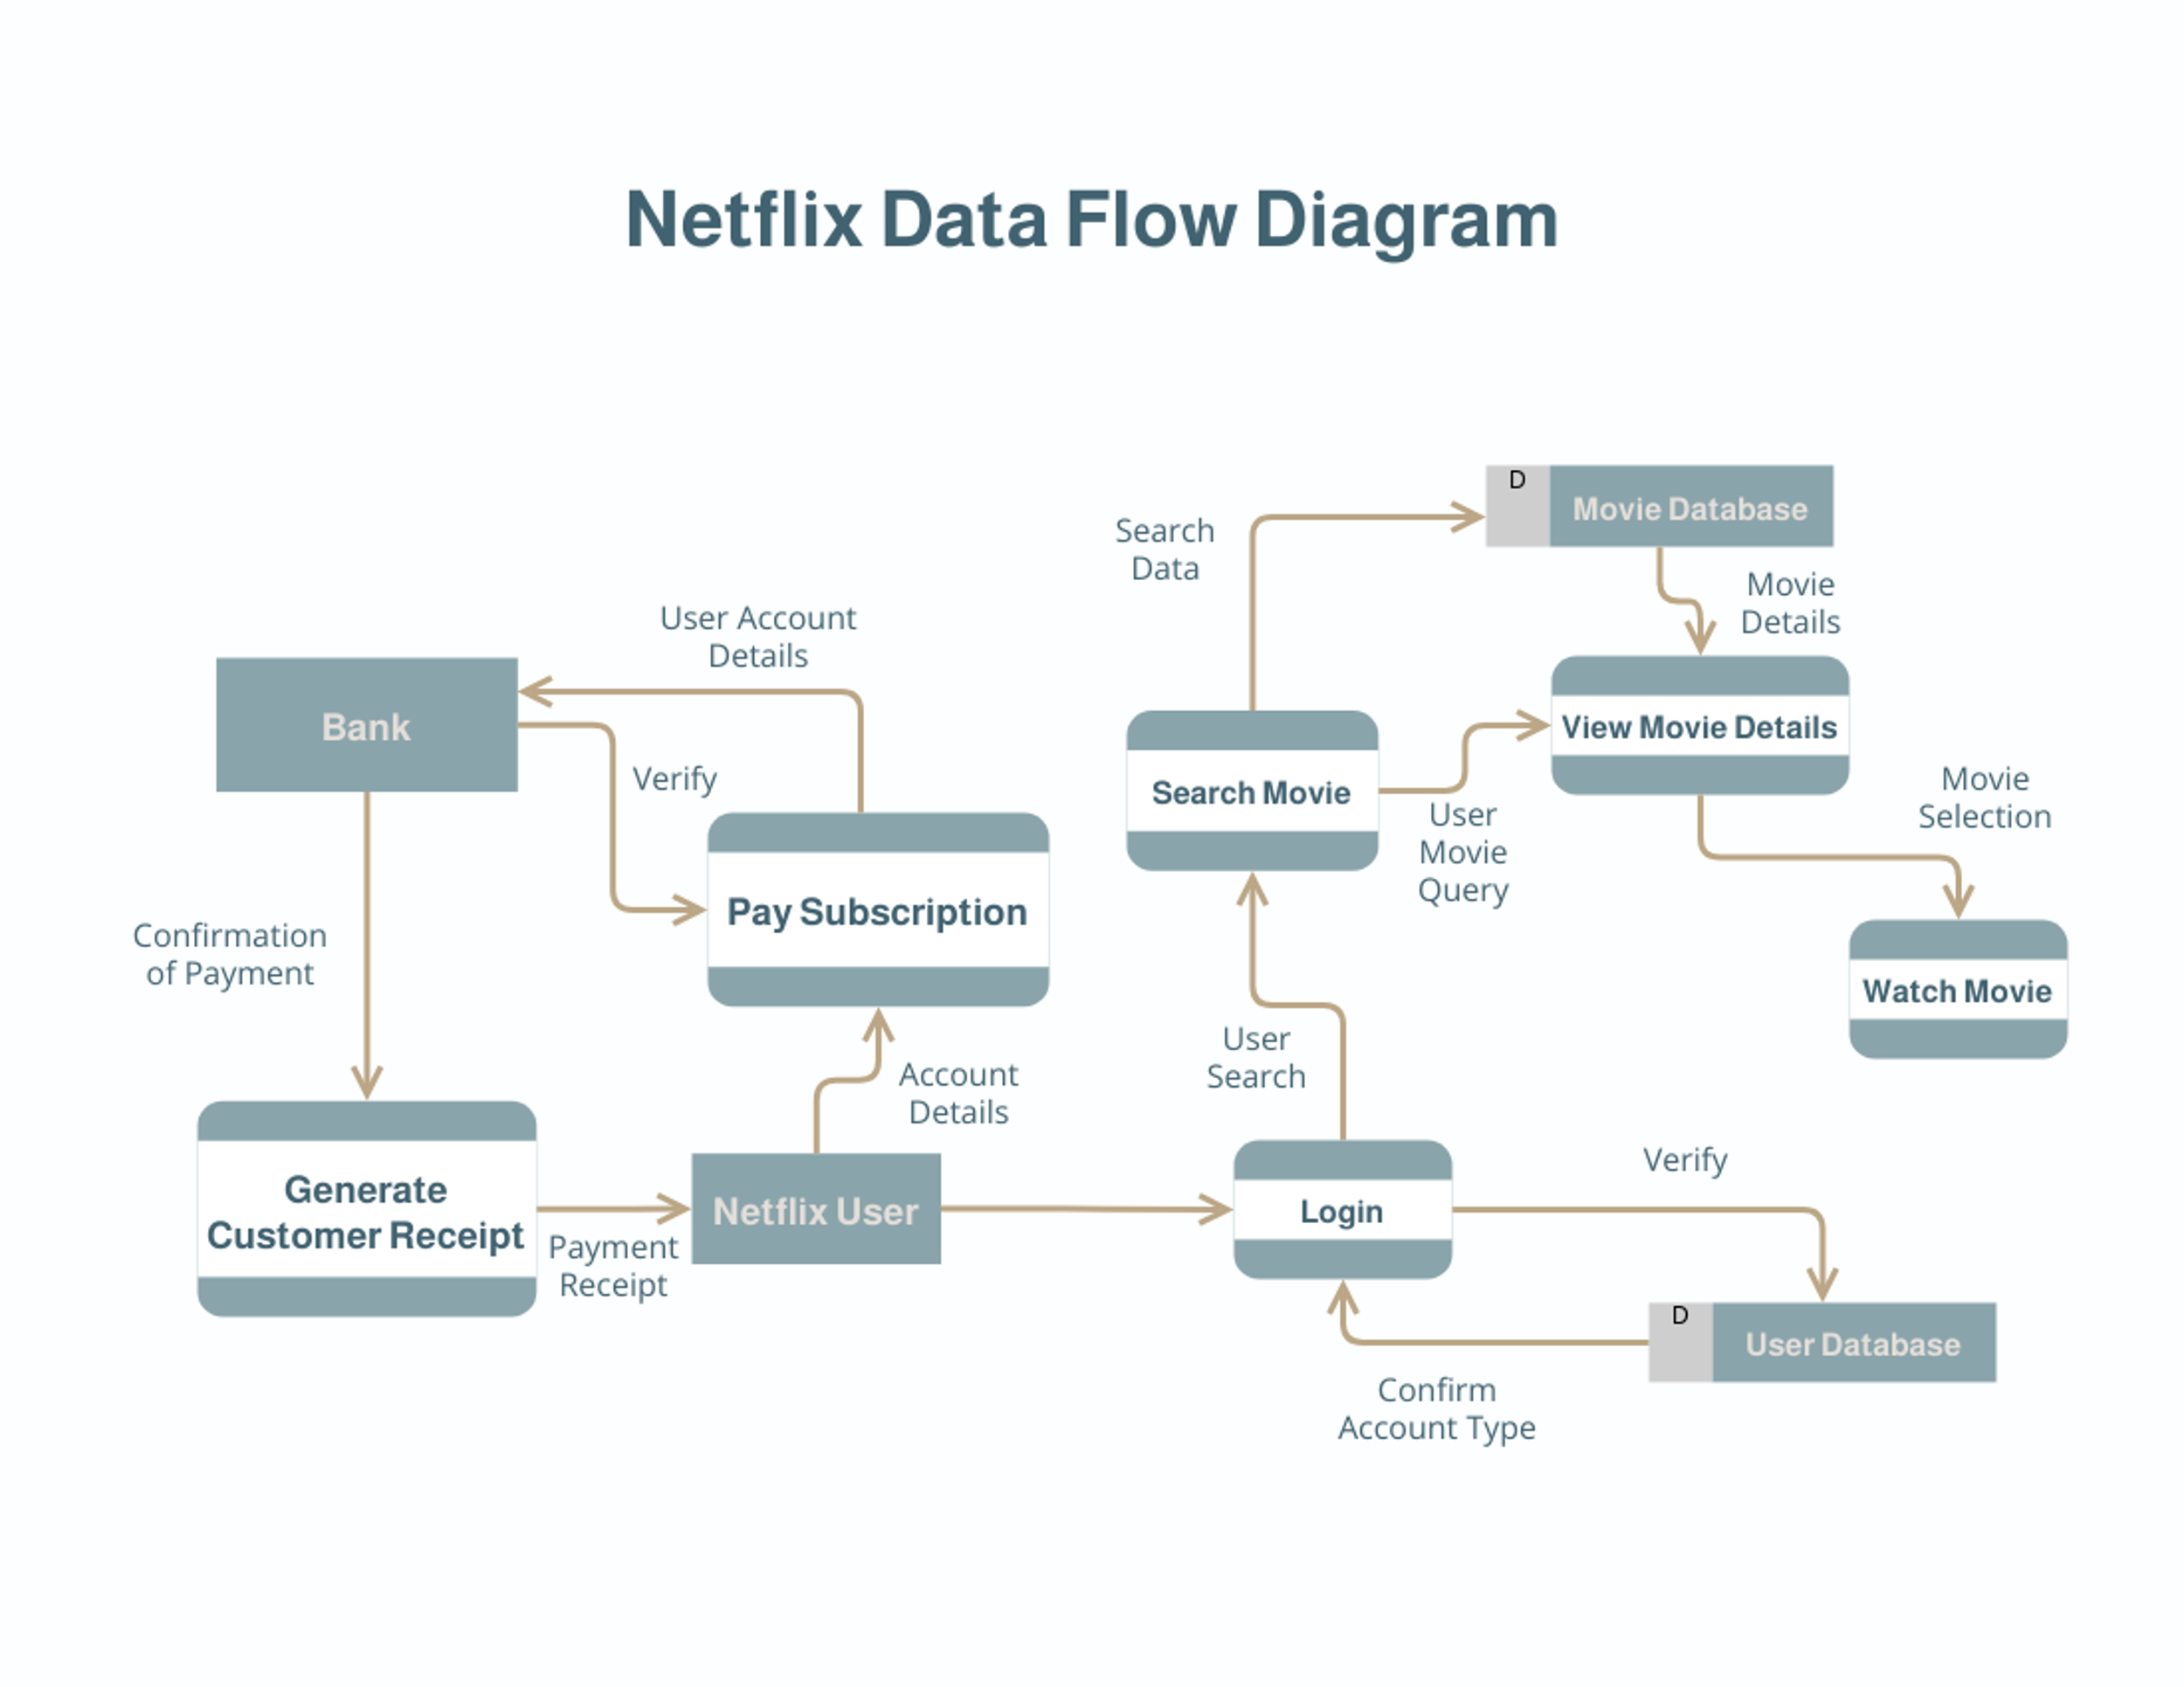 Netflix Data Flow Diagram
D
Movie Database
Search
Data
Movie
Details
User Account
Details
Bank
Verify
View Movie Details
Search Movie
User
Movie
Query
Movie
Selection
Pay Subscription
Confirmation
of Payment
Watch Movie
User
Search
Account
Details
Generate
Customer Receipt
Payment
Receipt
Netflix User
Login
Verify
D
User Database
Confirm
Account Type